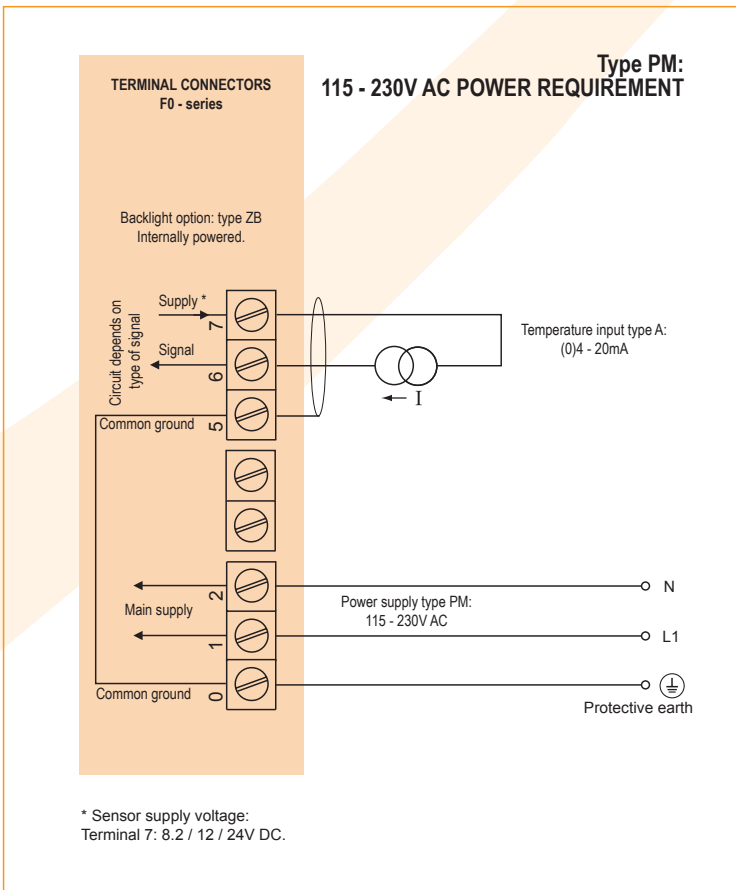 Type PM:
115 - 230V AC POWER REQUIREMENT
TERMINAL CONNECTORS
F0 - series
Backlight option: type ZB
Internally powered.
Circuit depends on
type of signal
Supply *
7
Signal
6
Common ground
5
Temperature input type A:
(0)4 - 20mA
I
2
N
Main supply
Power supply type PM:
115 - 230V AC
1
L1
Common ground
0
Protective earth
* Sensor supply voltage:
Terminal 7: 8.2 / 12 / 24V DC.